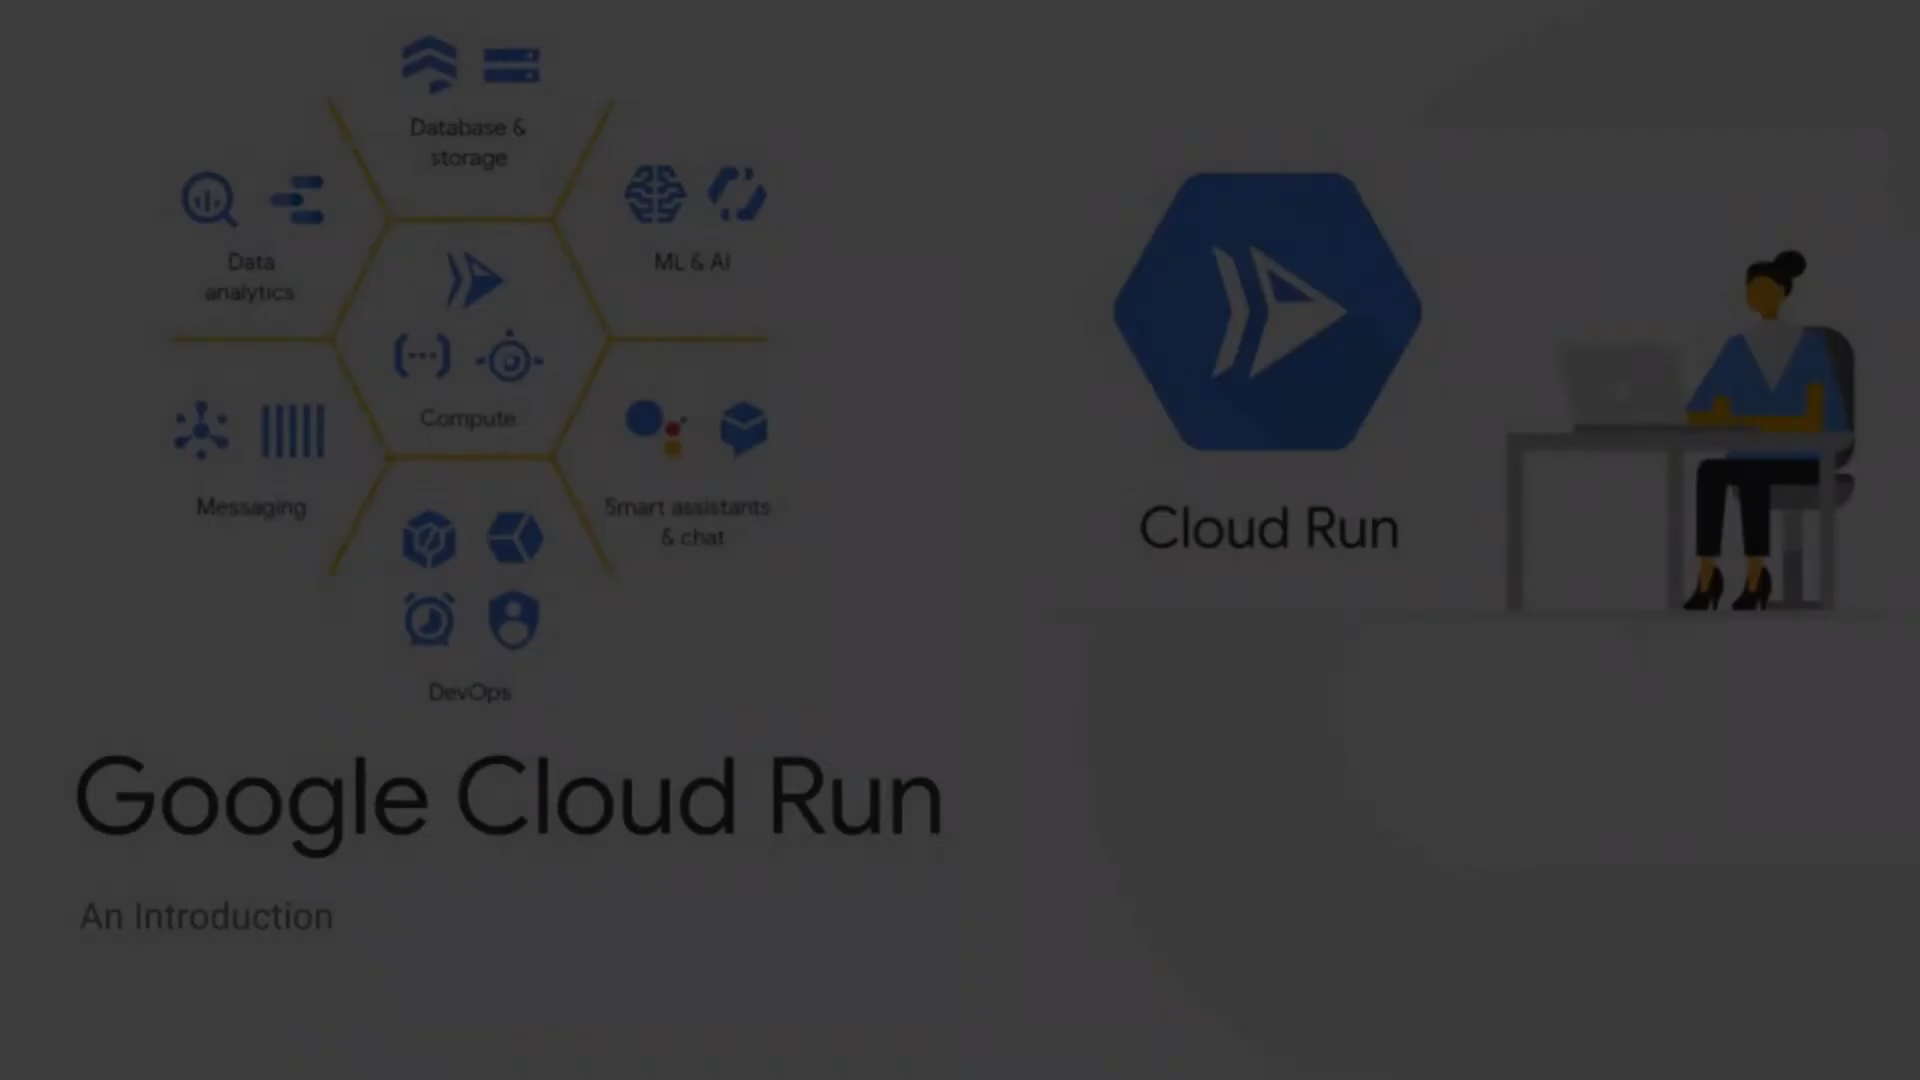 Database &
storage
Data
analytics
ML & AI
Compute
Messaging
Smart assistants
& chat
DevOps
Cloud Run
Google Cloud Run
An Introduction